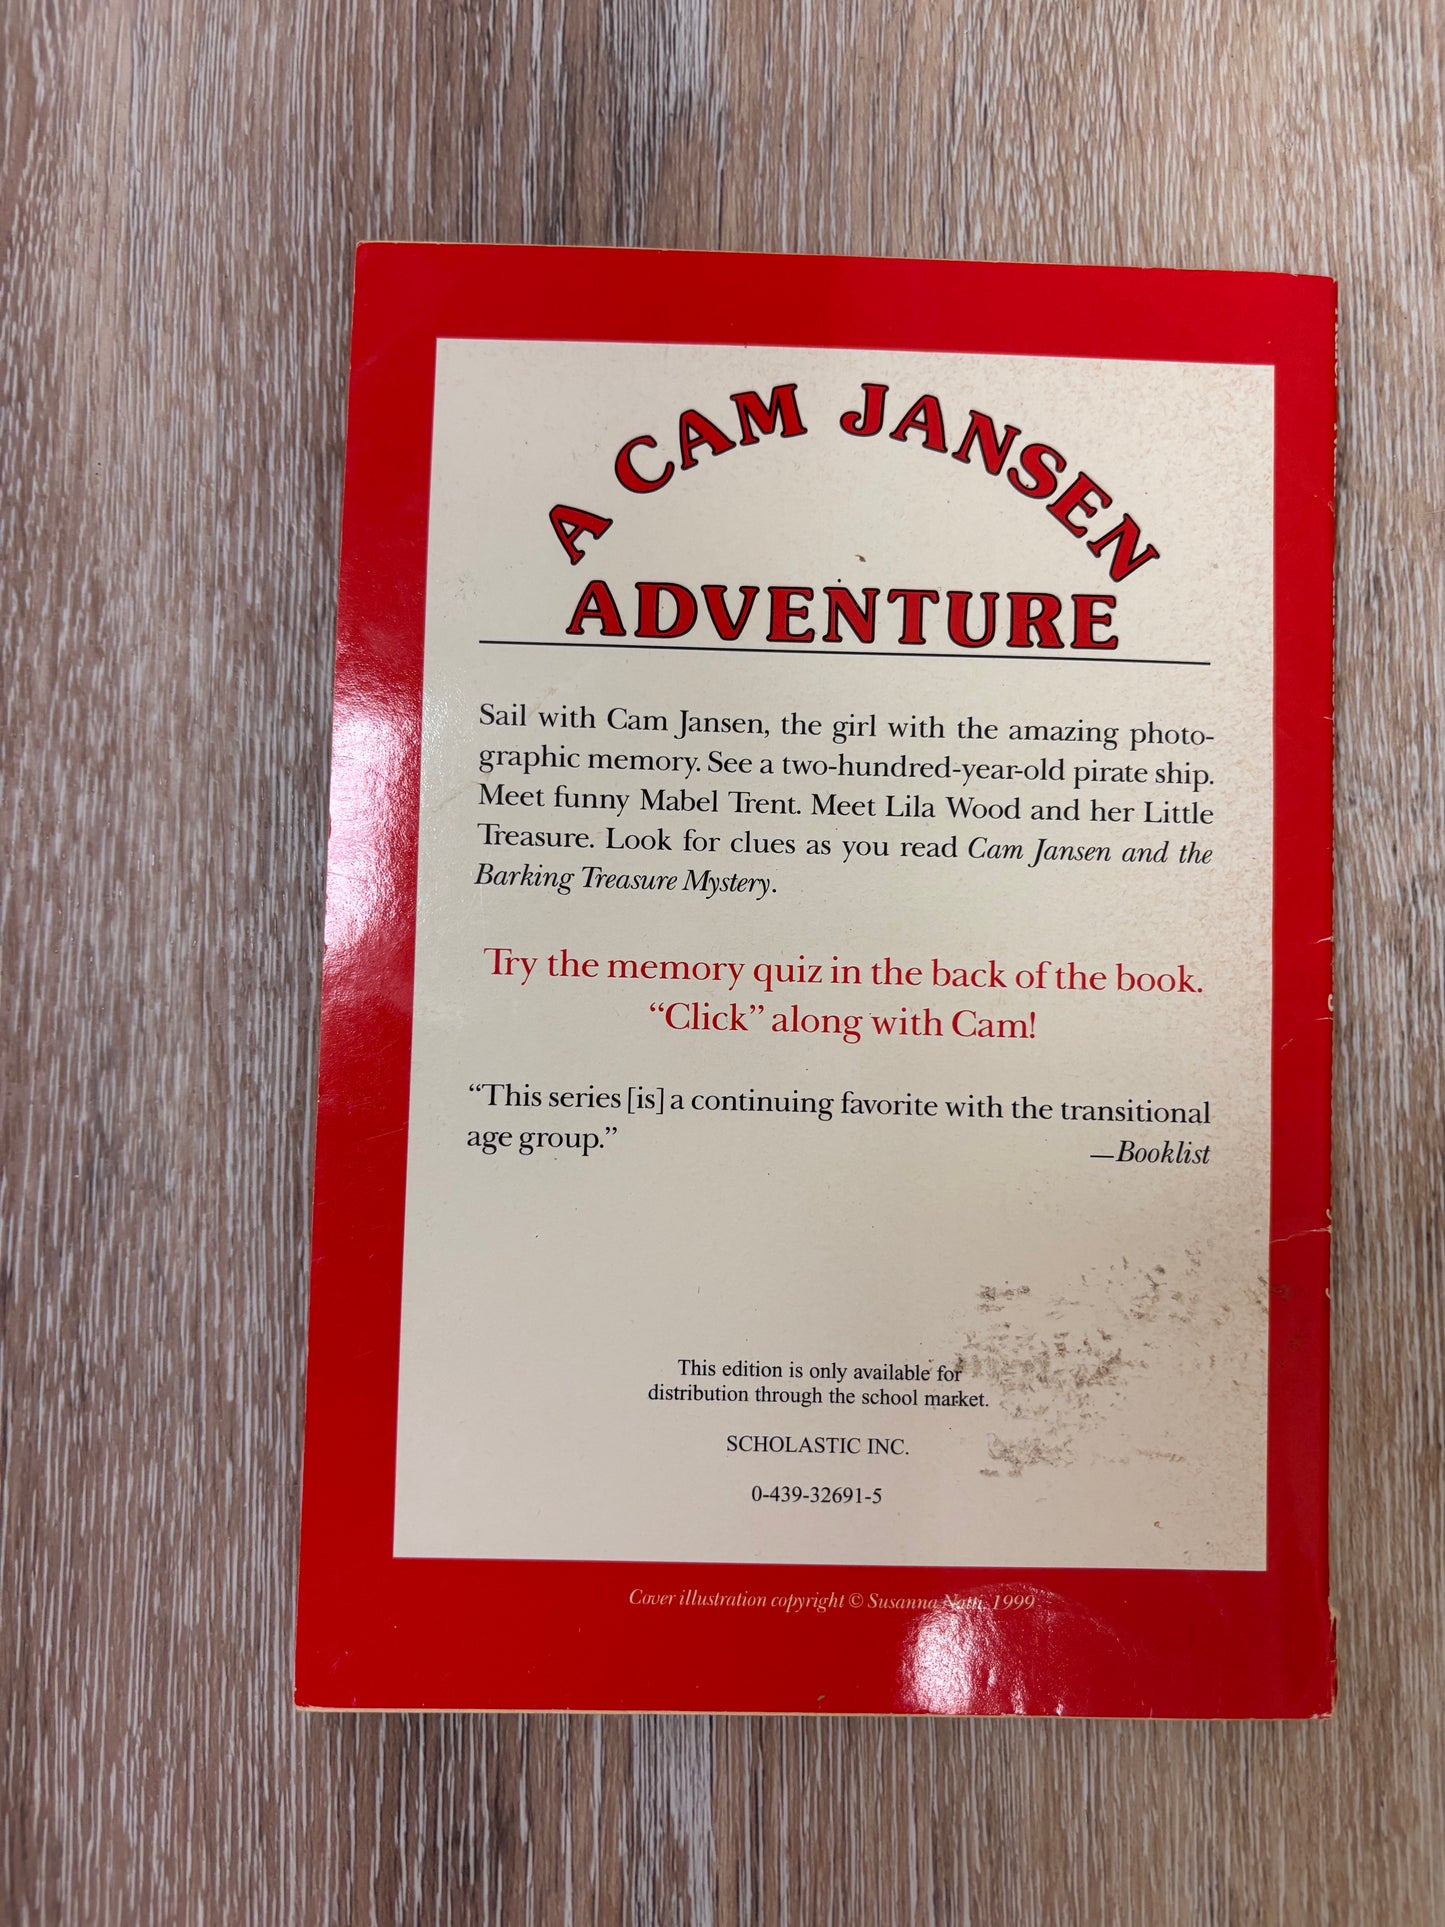 A CAM JANSEN
ADVENTURE
Sail with Cam Jansen, the girl with the amazing photo-
graphic memory. See a two-hundred-year-old pirate ship.
Meet funny Mabel Trent. Meet Lila Wood and her Little
Treasure. Look for clues as you read Cam Jansen and the
Barking Treasure Mystery.
Try the memory quiz in the back of the book.
“Click” along with Cam!
“This series [is] a continuing favorite with the transitional
age group.”
—Booklist
This edition is only available for
distribution through the school market.
SCHOLASTIC INC.
0-439-32691-5
Cover illustration copyright © Susanna Natti, 1999